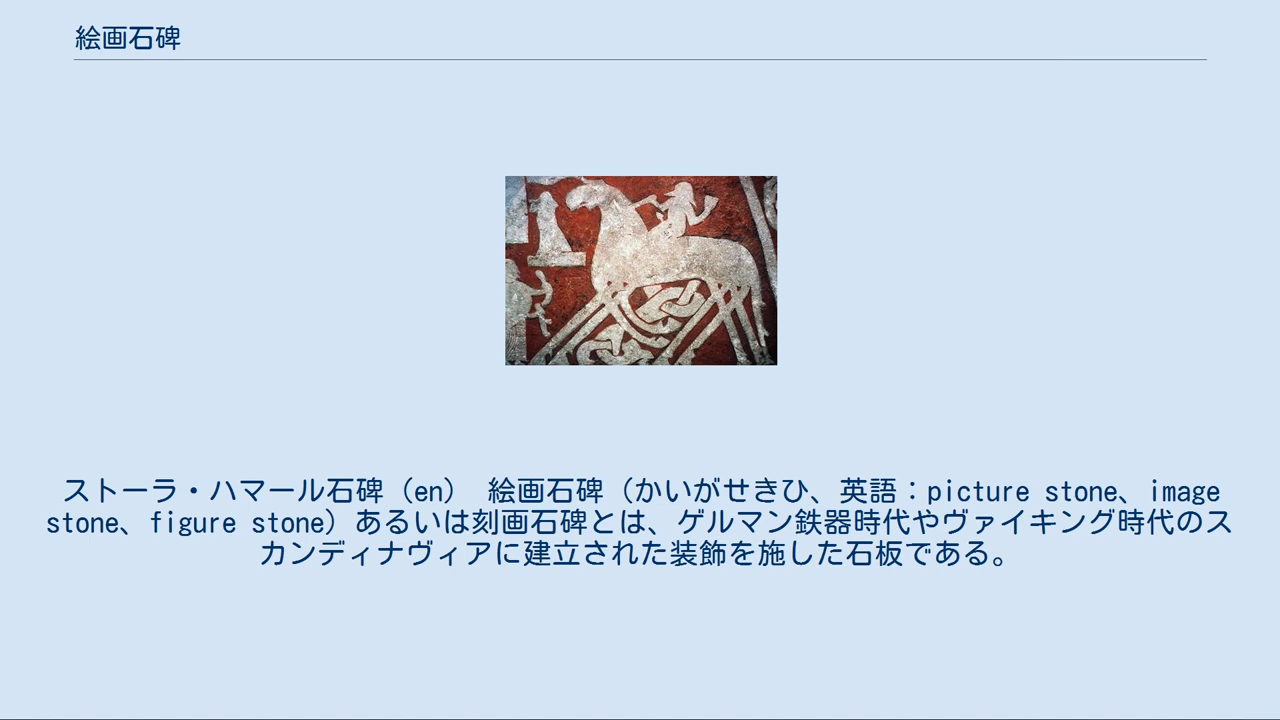 絵画石碑
ストーラ・ハマール石碑（en） 絵画石碑（かいがせきひ、英語：picture stone、image
stone、figure stone）あるいは刻画石碑とは、ゲルマン鉄器時代やヴァイキング時代のス
カンディナヴィアに建立された装飾を施した石板である。